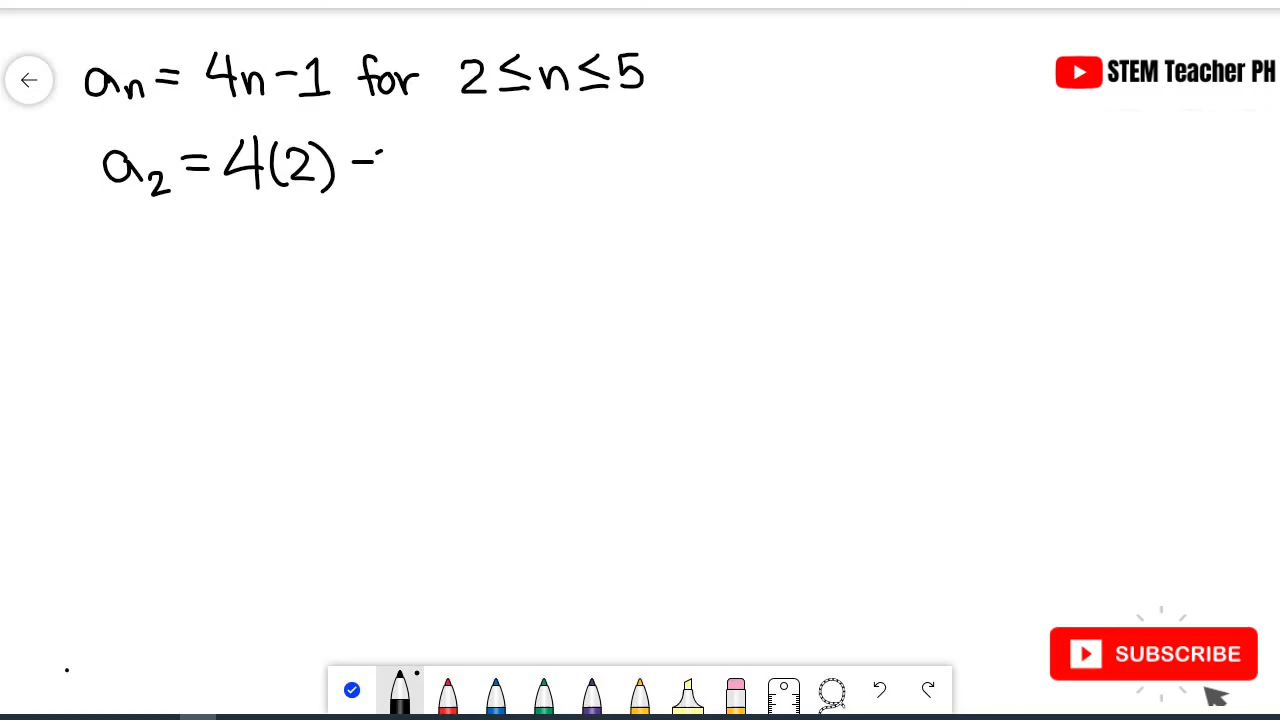 aₙ = 4n - 1 for 2 ≤ n ≤ 5
STEM Teacher PH
a₂ = 4(2) -
SUBSCRIBE